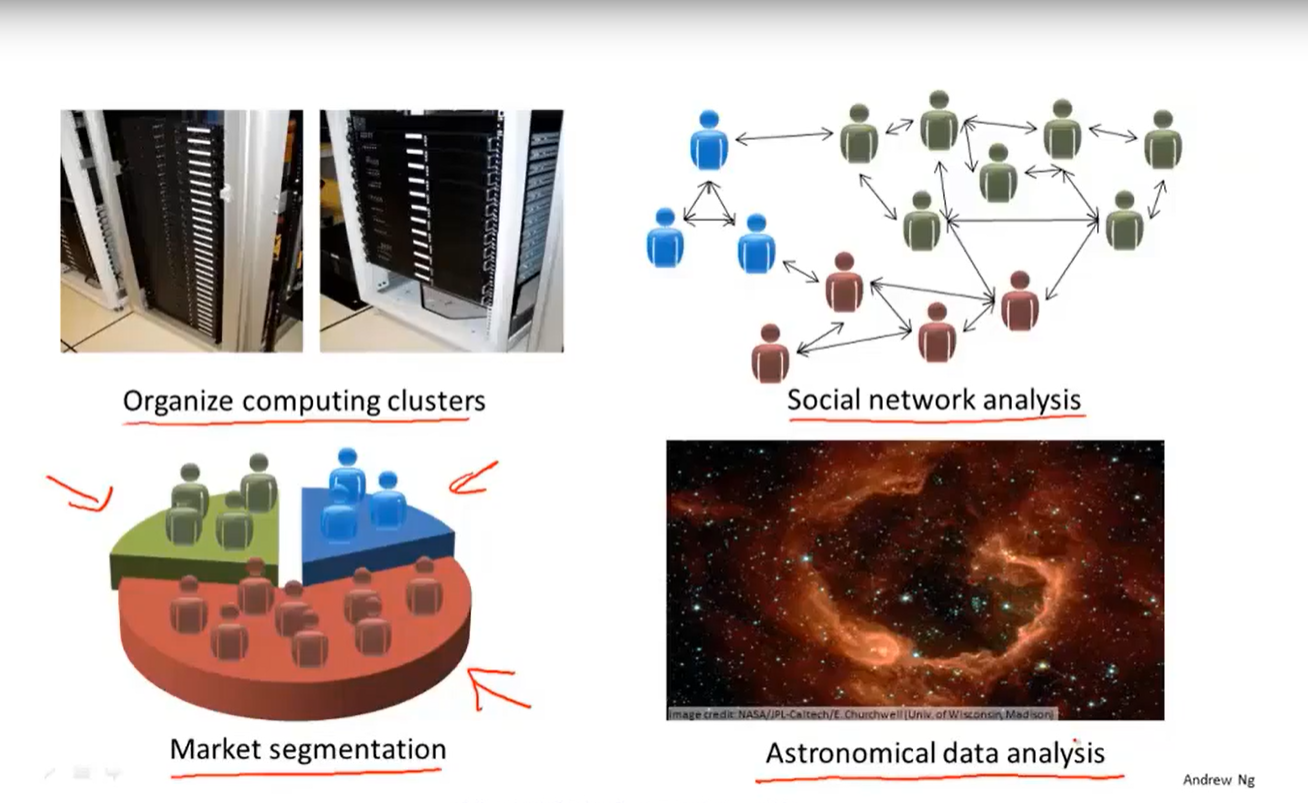 Organize computing clusters
Social network analysis
Market segmentation
Image credit: NASA/JPL-Caltech/E. Churchwell (Univ. of Wisconsin, Madison)
Astronomical data analysis
Andrew Ng